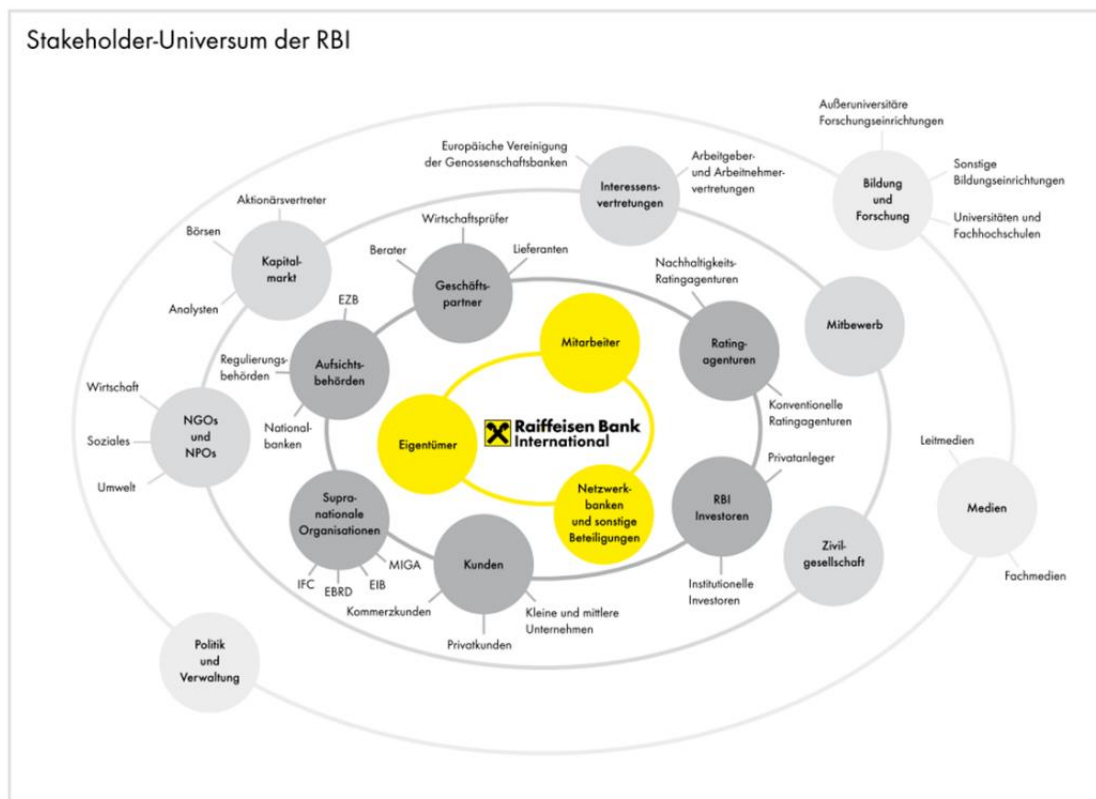 Stakeholder-Universum der RBI
Außeruniversitäre
Forschungseinrichtungen
Sonstige
Bildungseinrichtungen
Bildung
und
Forschung
Universitäten und
Fachhochschulen
Europäische Vereinigung
der Genossenschaftsbanken
Arbeitgeber-
und Arbeitnehmer-
vertretungen
Interessens-
vertretungen
Aktionärsvertreter
Börsen
Kapital-
markt
Analysten
Wirtschaftsprüfer
Berater
Lieferanten
Geschäfts-
partner
Nachhaltigkeits-
Ratingagenturen
Rating-
agenturen
Konventionelle
Ratingagenturen
Mitbewerb
EZB
Regulierungs-
behörden
Aufsichts-
behörden
National-
banken
Mitarbeiter
Wirtschaft
Soziales
Umwelt
NGOs
und
NPOs
Eigentümer
Raiffeisen Bank
International
Netzwerk-
banken
und sonstige
Beteiligungen
Privatanleger
RBI
Investoren
Institutionelle
Investoren
Leitmedien
Medien
Fachmedien
Supra-
nationale
Organisationen
IFC
EBRD
EIB
MIGA
Kunden
Kommerzkunden
Privatkunden
Kleine und mittlere
Unternehmen
Zivil-
gesellschaft
Politik
und
Verwaltung